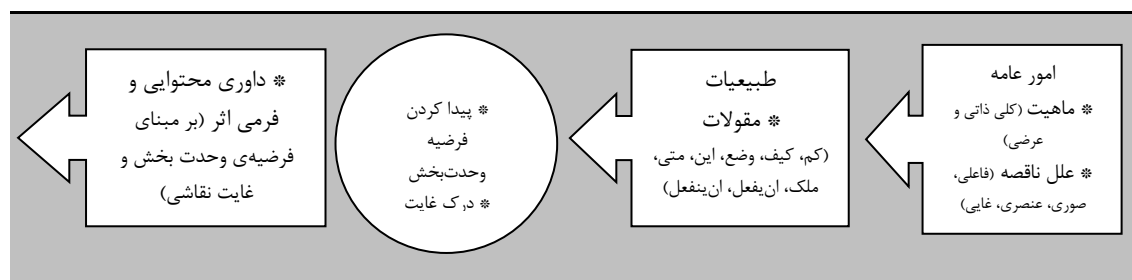 امور عامه
* ماهیت (کلی ذاتی و
عرضی)
* علل ناقصه (فاعلی،
صوری، عنصری، غایی)
طبیعیات
* مقولات
(کم، کیف، وضع، این، متی،
ملک، ان‌یفعل، ان‌ینفعل)
* پیدا کردن
فرضیه
وحدت‌بخش
* درک غایت
* داوری محتوایی و
فرمی اثر (بر مبنای
فرضیه‌ی وحدت بخش و
غایت نقاشی)